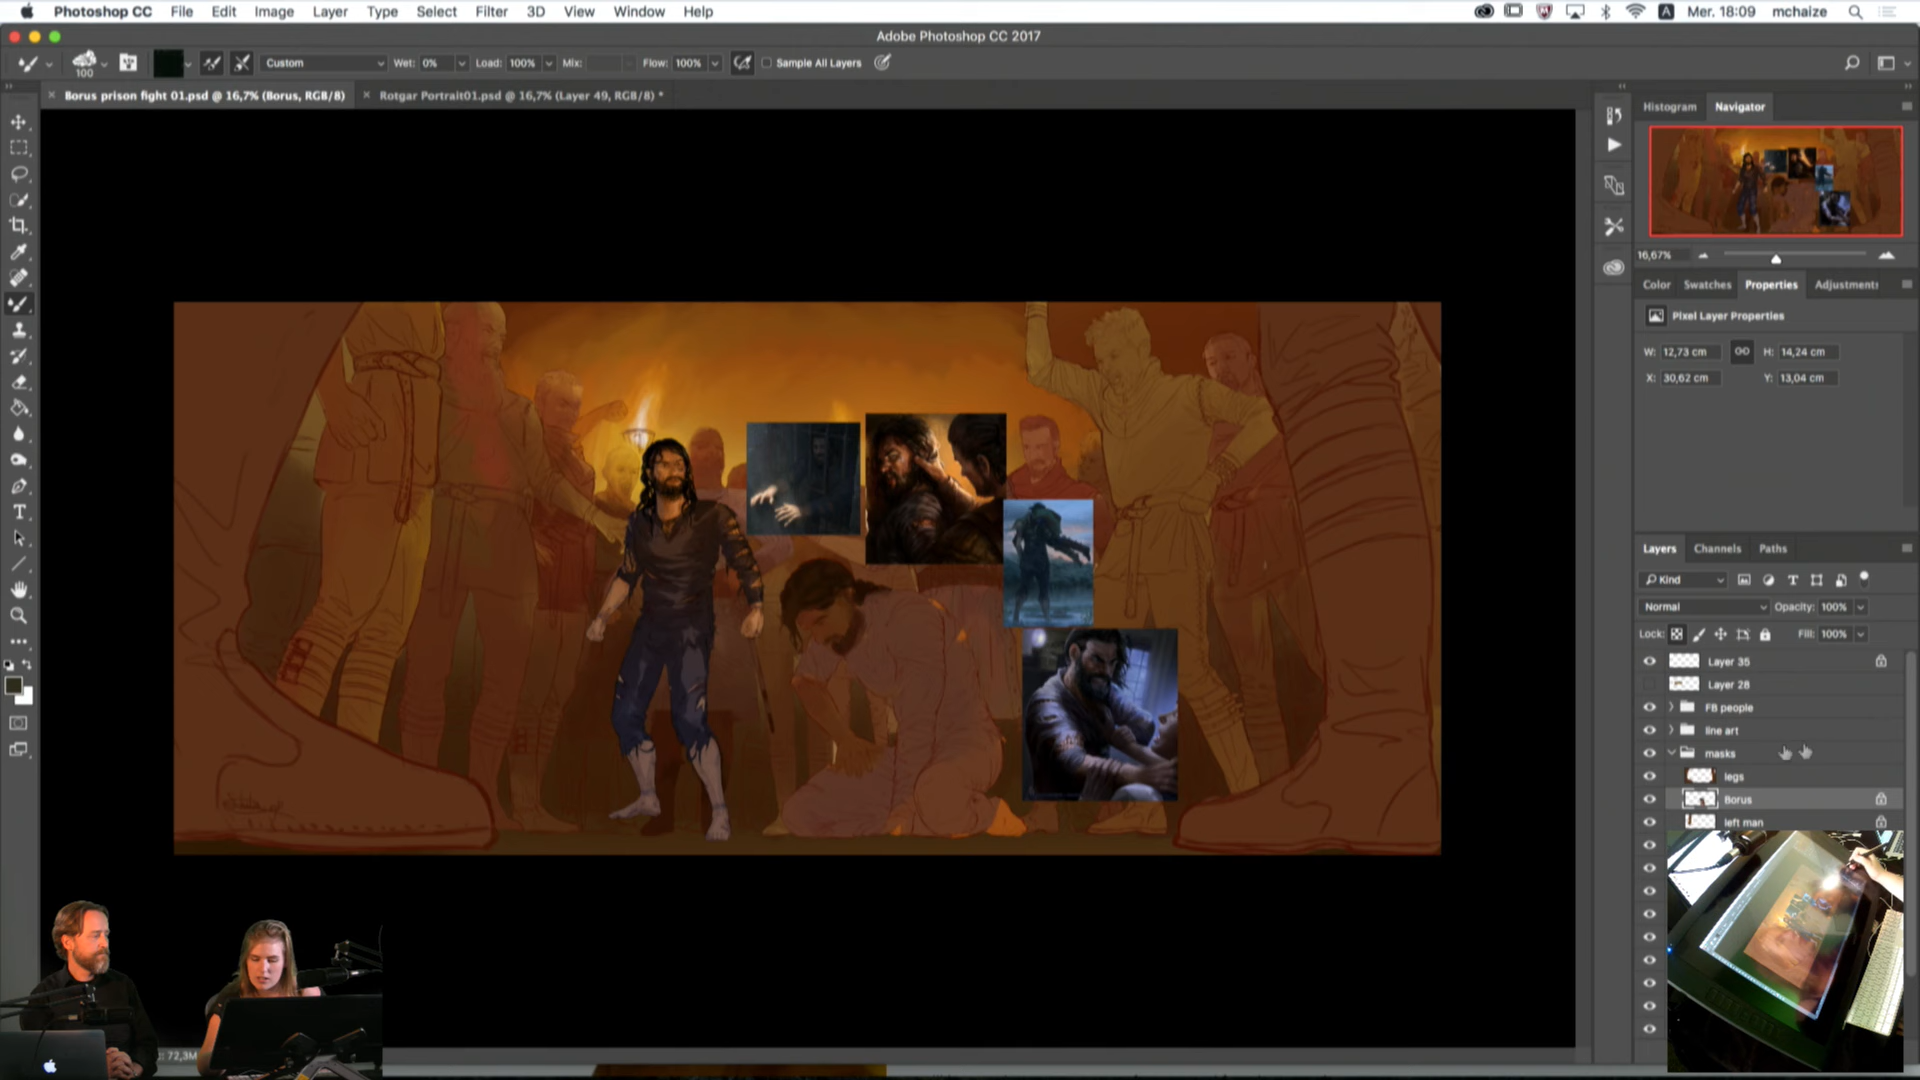 Photoshop CC File Edit Image Layer Type Select Filter 3D View Window Help
A Mer. 18:09 mchaize
Adobe Photoshop CC 2017
100 Custom Wet: 0% Load: 100% Mix: Flow: 100% Sample All Layers
Borus prison fight 01.psd @ 16,7% (Borus, RGB/8)
Rotgar Portrait01.psd @ 16,7% (Layer 49, RGB/8) *
Histogram Navigator
16,67%
Color Swatches Properties Adjustments
Pixel Layer Properties
W: 12,73 cm H: 14,24 cm
X: 30,62 cm Y: 13,04 cm
Layers Channels Paths
Kind
Normal Opacity: 100%
Lock: Fill: 100%
Layer 35
Layer 28
FB people
line art
masks
legs
Borus
left man
: 72,3M